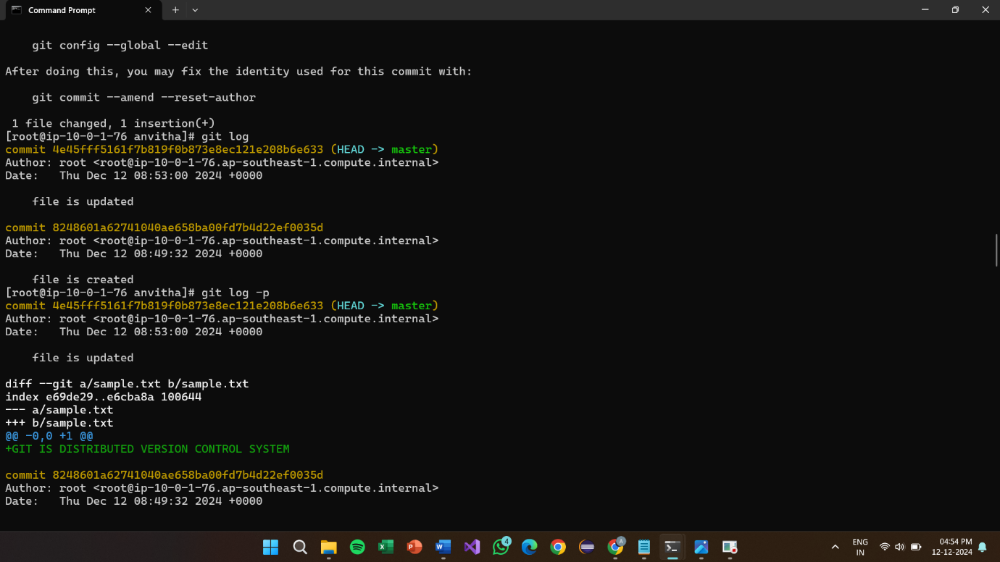 Command Prompt
git config --global --edit
After doing this, you may fix the identity used for this commit with:
git commit --amend --reset-author
1 file changed, 1 insertion(+)
[root@ip-10-0-1-76 anvitha]# git log
commit 4e45fff5161f7b819f0b873e8ec121e208b6e633 (HEAD -> master)
Author: root <root@ip-10-0-1-76.ap-southeast-1.compute.internal>
Date:   Thu Dec 12 08:53:00 2024 +0000
file is updated
commit 8248601a62741040ae658ba00fd7b4d22ef0035d
Author: root <root@ip-10-0-1-76.ap-southeast-1.compute.internal>
Date:   Thu Dec 12 08:49:32 2024 +0000
file is created
[root@ip-10-0-1-76 anvitha]# git log -p
commit 4e45fff5161f7b819f0b873e8ec121e208b6e633 (HEAD -> master)
Author: root <root@ip-10-0-1-76.ap-southeast-1.compute.internal>
Date:   Thu Dec 12 08:53:00 2024 +0000
file is updated
diff --git a/sample.txt b/sample.txt
index e69de29..e6cba8a 100644
--- a/sample.txt
+++ b/sample.txt
@@ -0,0 +1 @@
+GIT IS DISTRIBUTED VERSION CONTROL SYSTEM
commit 8248601a62741040ae658ba00fd7b4d22ef0035d
Author: root <root@ip-10-0-1-76.ap-southeast-1.compute.internal>
Date:   Thu Dec 12 08:49:32 2024 +0000
4
A
ENG
IN
04:54 PM
12-12-2024